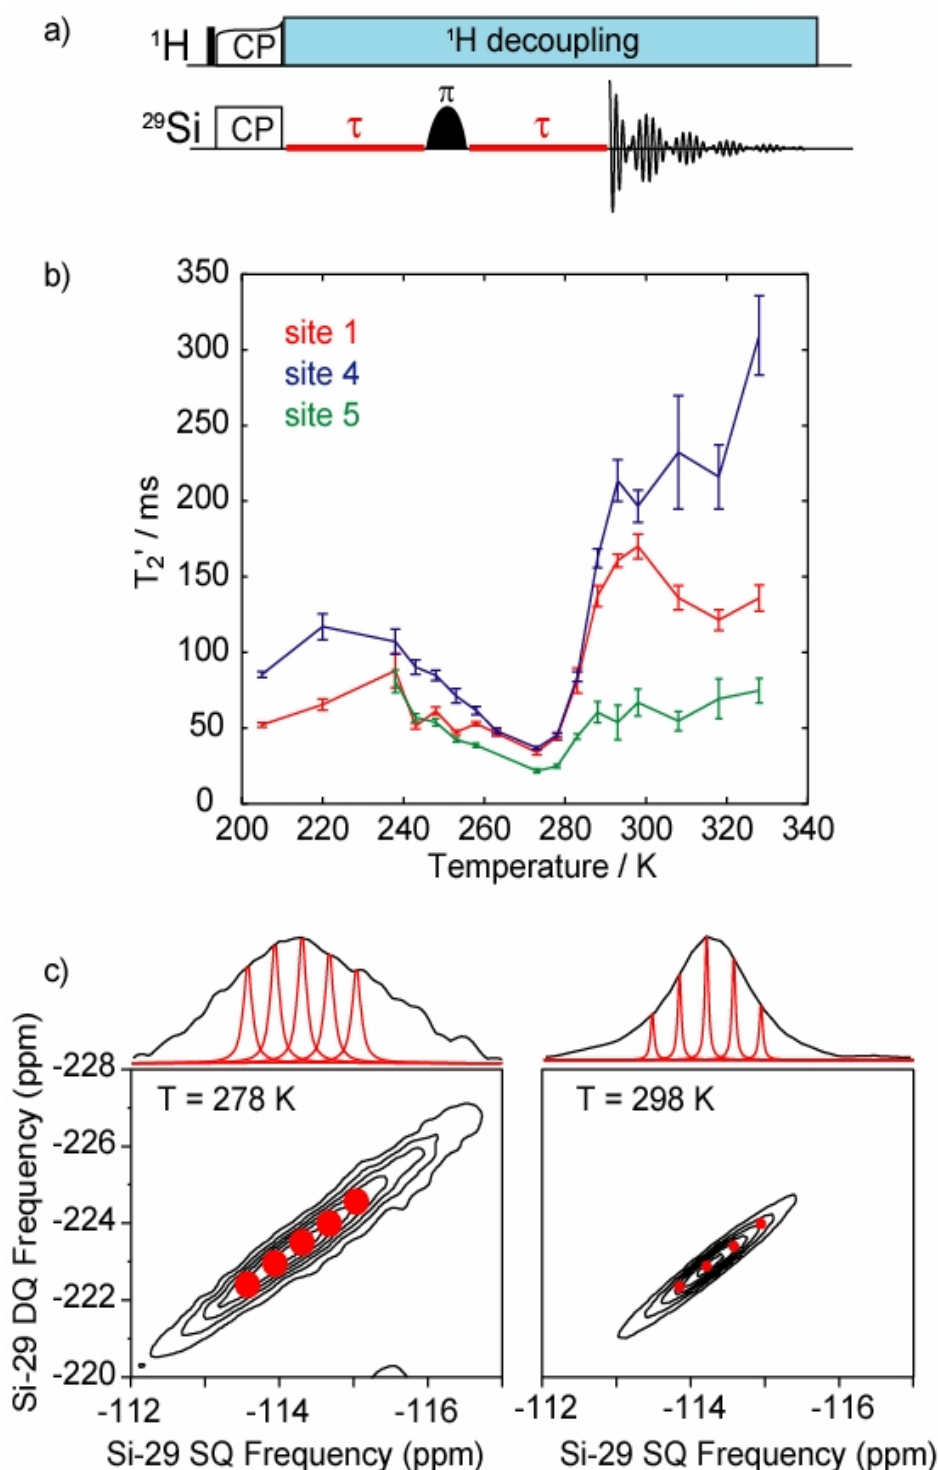 a)
¹H CP ¹H decoupling
π
²⁹Si CP τ τ
b)
350
300
250
200
150
100
50
0
T₂' / ms
site 1
site 4
site 5
200 220 240 260 280 300 320 340
Temperature / K
c)
Si-29 DQ Frequency (ppm)
-228
-226
-224
-222
-220
T = 278 K
T = 298 K
-112 -114 -116
-112 -114 -116
Si-29 SQ Frequency (ppm)
Si-29 SQ Frequency (ppm)